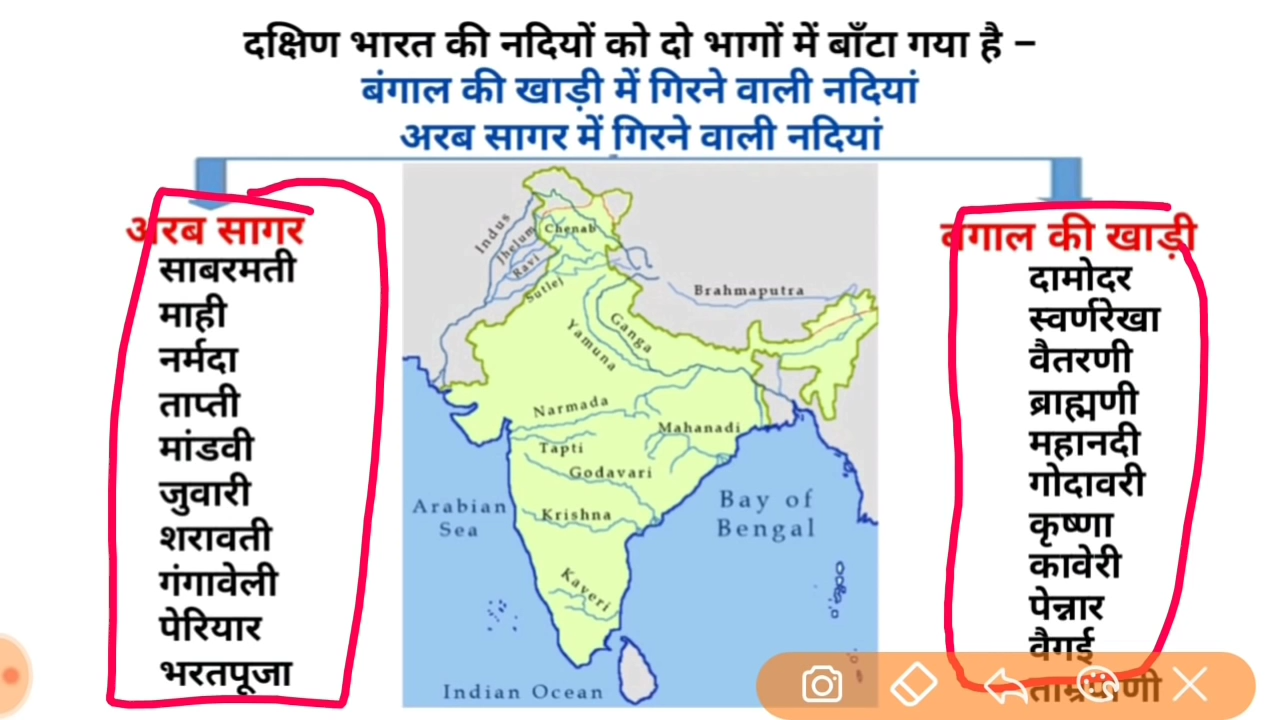 दक्षिण भारत की नदियों को दो भागों में बाँटा गया है –
बंगाल की खाड़ी में गिरने वाली नदियां
अरब सागर में गिरने वाली नदियां
अरब सागर
साबरमती
माही
नर्मदा
ताप्ती
मांडवी
जुवारी
शरावती
गंगावेली
पेरियार
भरतपूजा
Indus
Jhelum
Chenab
Ravi
Sutlej
Brahmaputra
Ganga
Yamuna
Narmada
Mahanadi
Tapti
Godavari
Arabian
Sea
Krishna
Bay of
Bengal
Kaveri
Indian Ocean
बंगाल की खाड़ी
दामोदर
स्वर्णरेखा
वैतरणी
ब्राह्मणी
महानदी
गोदावरी
कृष्णा
कावेरी
पेन्नार
वैगई